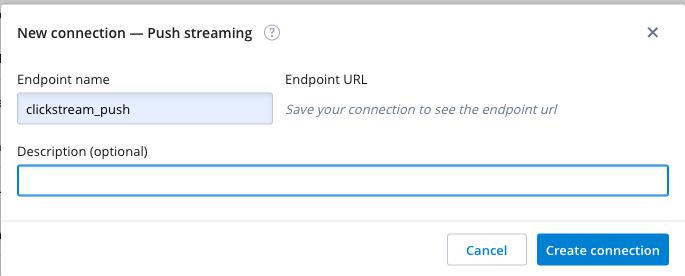 New connection — Push streaming ?
Endpoint name
Endpoint URL
clickstream_push
Save your connection to see the endpoint url
Description (optional)
Cancel
Create connection